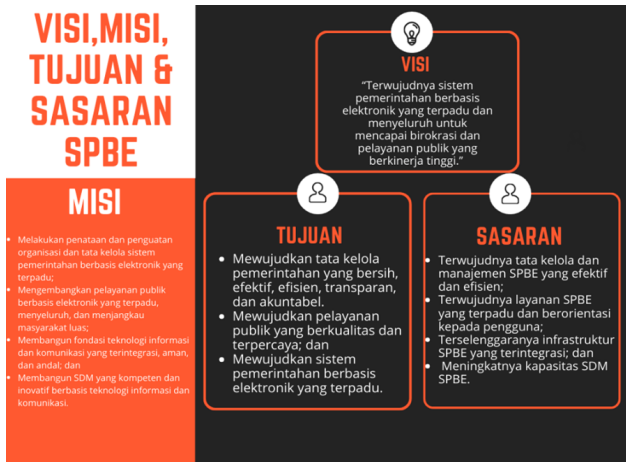 VISI,MISI,
TUJUAN &
SASARAN
SPBE
MISI
• Melakukan penataan dan penguatan
organisasi dan tata kelola sistem
pemerintahan berbasis elektronik yang
terpadu;
• Mengembangkan pelayanan publik
berbasis elektronik yang terpadu,
menyeluruh, dan menjangkau
masyarakat luas;
• Membangun fondasi teknologi informasi
dan komunikasi yang terintegrasi, aman,
dan andal; dan
• Membangun SDM yang kompeten dan
inovatif berbasis teknologi informasi dan
komunikasi.
VISI
“Terwujudnya sistem
pemerintahan berbasis
elektronik yang terpadu dan
menyeluruh untuk
mencapai birokrasi dan
pelayanan publik yang
berkinerja tinggi.”
TUJUAN
• Mewujudkan tata kelola
pemerintahan yang bersih,
efektif, efisien, transparan,
dan akuntabel.
• Mewujudkan pelayanan
publik yang berkualitas dan
terpercaya; dan
• Mewujudkan sistem
pemerintahan berbasis
elektronik yang terpadu.
SASARAN
• Terwujudnya tata kelola dan
manajemen SPBE yang efektif
dan efisien;
• Terwujudnya layanan SPBE
yang terpadu dan berorientasi
kepada pengguna;
• Terselenggaranya infrastruktur
SPBE yang terintegrasi; dan
• Meningkatnya kapasitas SDM
SPBE.